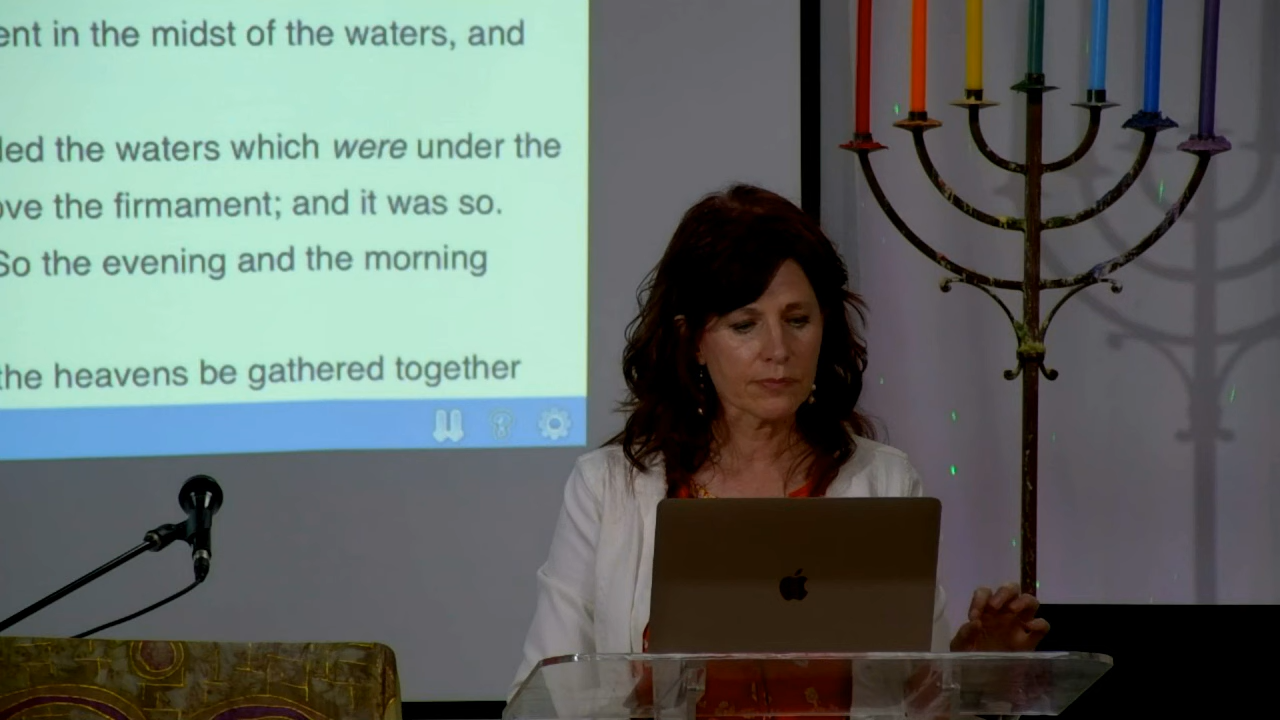 ent in the midst of the waters, and
led the waters which were under the
ove the firmament; and it was so.
So the evening and the morning
the heavens be gathered together